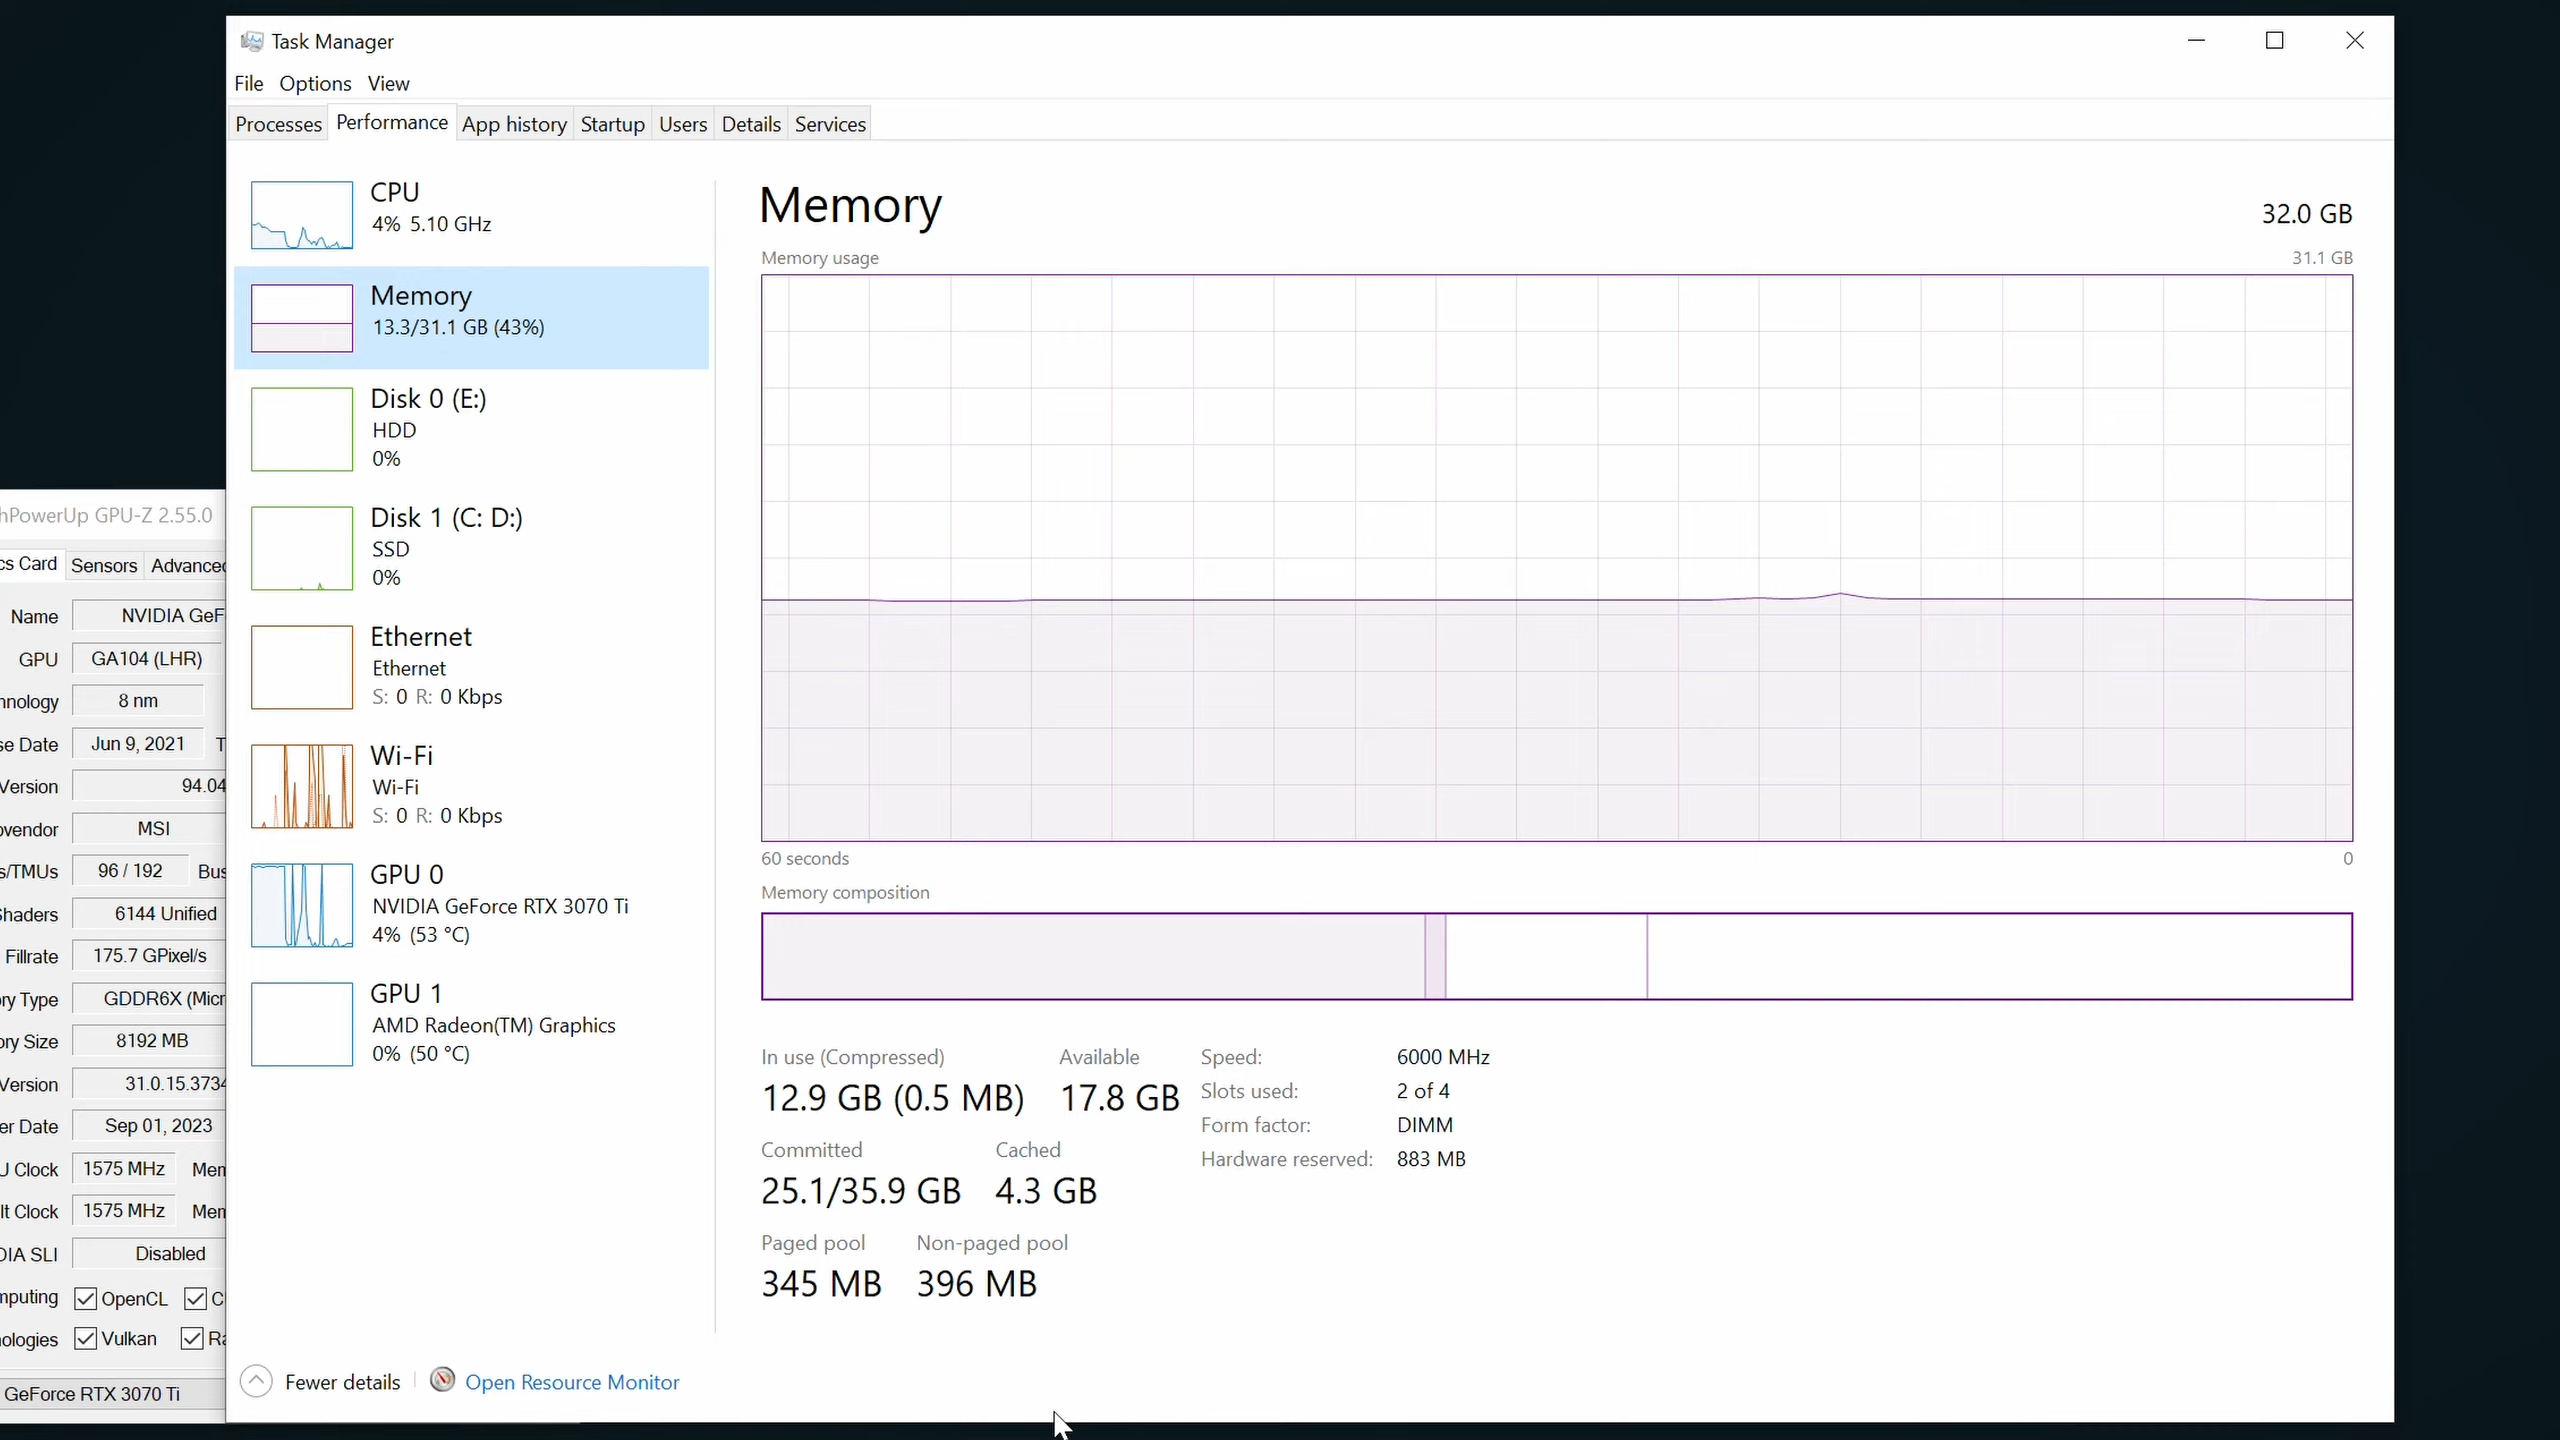 Task Manager
File Options View
Processes Performance App history Startup Users Details Services
CPU
4% 5.10 GHz
Memory
13.3/31.1 GB (43%)
Disk 0 (E:)
HDD
0%
Disk 1 (C: D:)
SSD
0%
Ethernet
Ethernet
S: 0 R: 0 Kbps
Wi-Fi
Wi-Fi
S: 0 R: 0 Kbps
GPU 0
NVIDIA GeForce RTX 3070 Ti
4% (53 °C)
GPU 1
AMD Radeon(TM) Graphics
0% (50 °C)
Memory
32.0 GB
Memory usage
31.1 GB
60 seconds
0
Memory composition
In use (Compressed)
12.9 GB (0.5 MB)
Available
17.8 GB
Committed
25.1/35.9 GB
Cached
4.3 GB
Paged pool
345 MB
Non-paged pool
396 MB
Speed: 6000 MHz
Slots used: 2 of 4
Form factor: DIMM
Hardware reserved: 883 MB
Fewer details
Open Resource Monitor
hPowerUp GPU-Z 2.55.0
cs Card Sensors Advanced
Name NVIDIA GeF
GPU GA104 (LHR)
nology 8 nm
se Date Jun 9, 2021 T
Version 94.04
vendor MSI
s/TMUs 96 / 192 Bus
Shaders 6144 Unified
Fillrate 175.7 GPixel/s
ry Type GDDR6X (Micr
ory Size 8192 MB
Version 31.0.15.3734
er Date Sep 01, 2023
U Clock 1575 MHz Mem
lt Clock 1575 MHz Mem
DIA SLI Disabled
mputing OpenCL C
ologies Vulkan Ra
GeForce RTX 3070 Ti